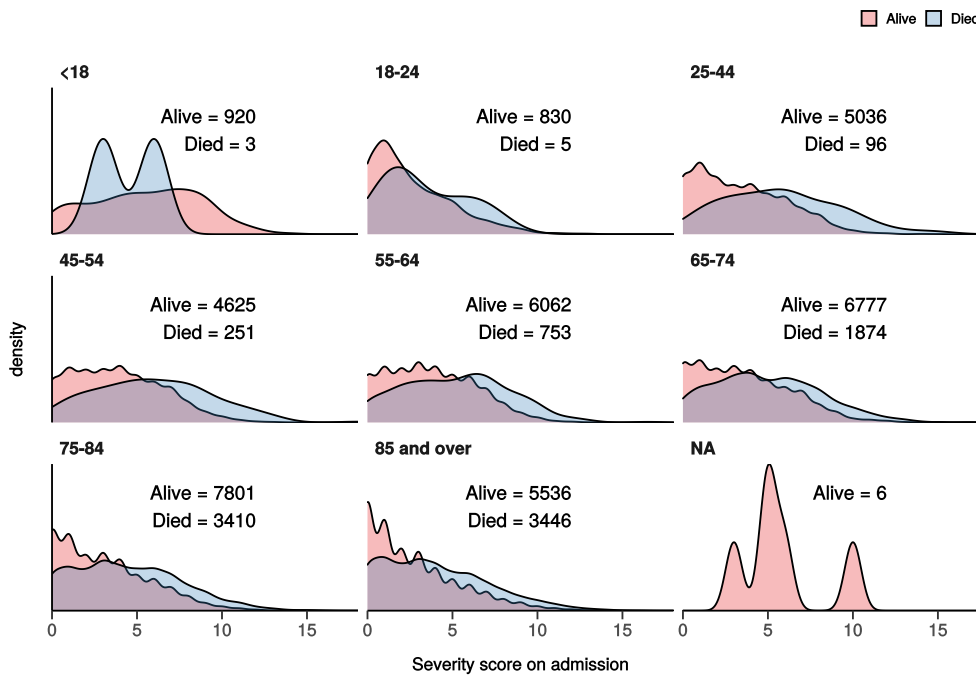 Alive Died
<18 18-24 25-44
Alive = 920 Alive = 830 Alive = 5036
Died = 3 Died = 5 Died = 96
45-54 55-64 65-74
Alive = 4625 Alive = 6062 Alive = 6777
Died = 251 Died = 753 Died = 1874
density
75-84 85 and over NA
Alive = 7801 Alive = 5536 Alive = 6
Died = 3410 Died = 3446
0 5 10 15 0 5 10 15 0 5 10 15
Severity score on admission